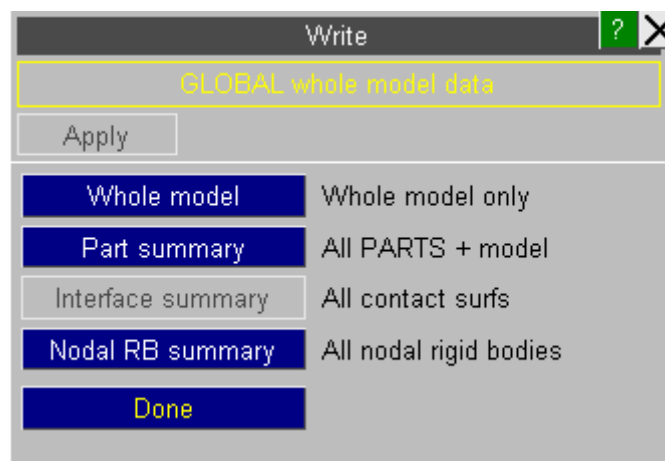 Write
?
GLOBAL whole model data
Apply
Whole model Whole model only
Part summary All PARTS + model
Interface summary All contact surfs
Nodal RB summary All nodal rigid bodies
Done